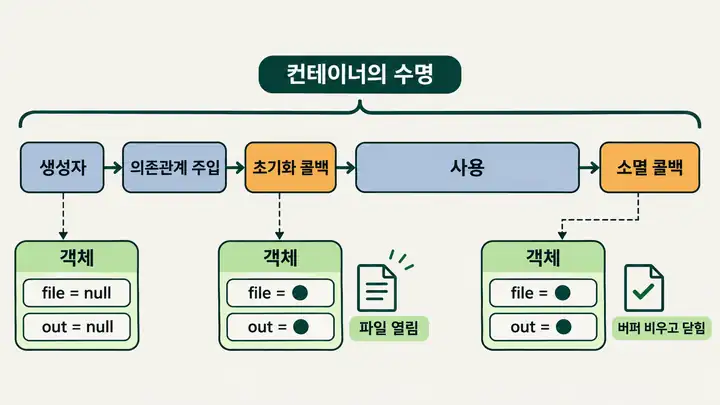 컨테이너의 수명
생성자
의존관계 주입
초기화 콜백
사용
소멸 콜백
객체
file = null
out = null
객체
file =
out =
파일 열림
객체
file =
out =
버퍼 비우고 닫힘